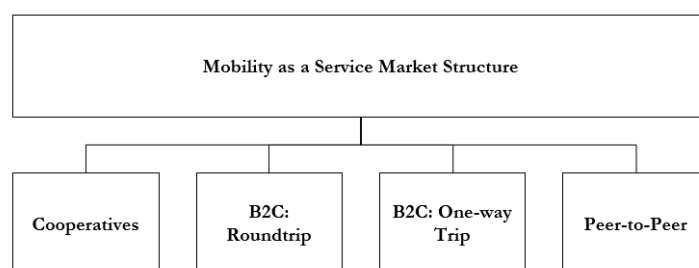 Mobility as a Service Market Structure
Cooperatives
B2C:
Roundtrip
B2C: One-way
Trip
Peer-to-Peer